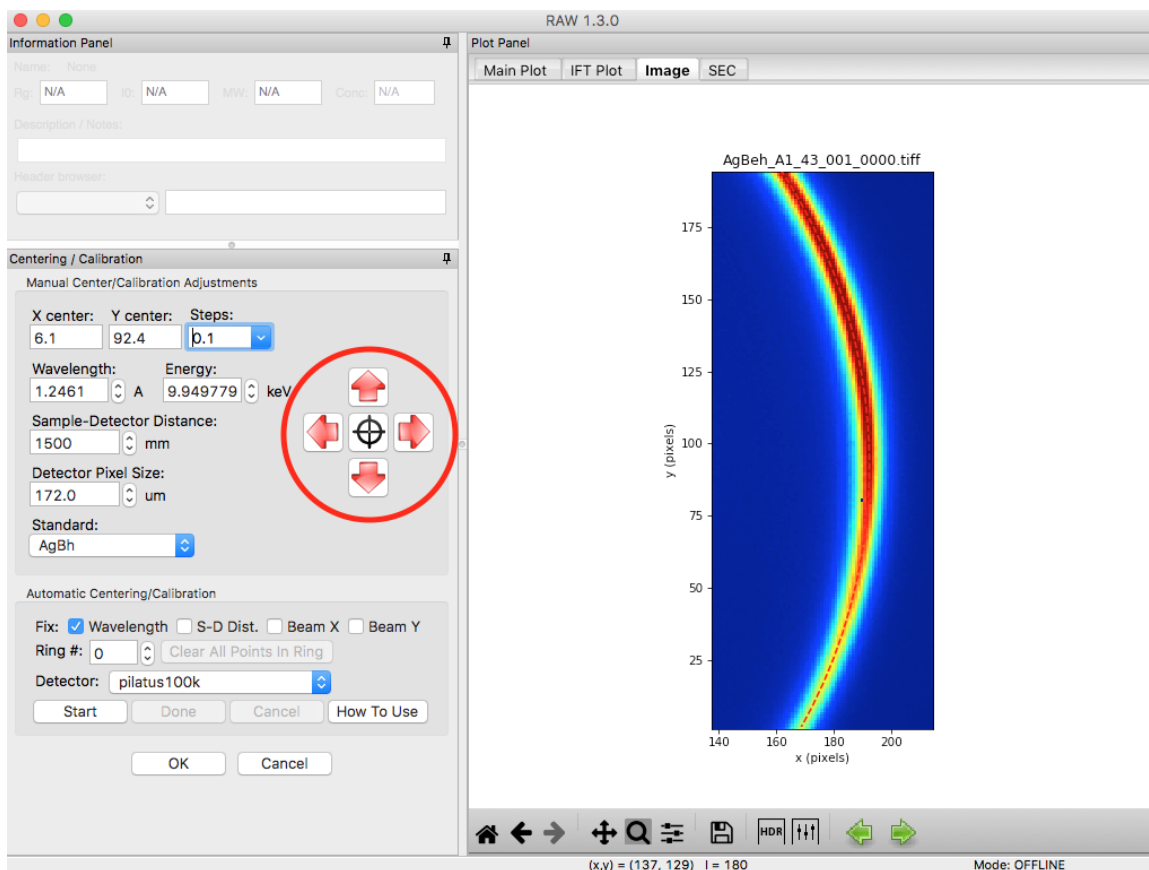 RAW 1.3.0
Information Panel
Name: None
Rg: N/A I0: N/A MW: N/A Conc: N/A
Description / Notes:
Header browser:
Centering / Calibration
Manual Center/Calibration Adjustments
X center: Y center: Steps:
6.1 92.4 0.1
Wavelength: Energy:
1.2461 A 9.949779 keV
Sample-Detector Distance:
1500 mm
Detector Pixel Size:
172.0 um
Standard:
AgBh
Automatic Centering/Calibration
Fix: Wavelength S-D Dist. Beam X Beam Y
Ring #: 0 Clear All Points In Ring
Detector: pilatus100k
Start Done Cancel How To Use
OK Cancel
Plot Panel
Main Plot IFT Plot Image SEC
AgBeh_A1_43_001_0000.tiff
175
150
125
100
75
50
25
y (pixels)
140 160 180 200
x (pixels)
HDR
(x,y) = (137, 129) I = 180
Mode: OFFLINE